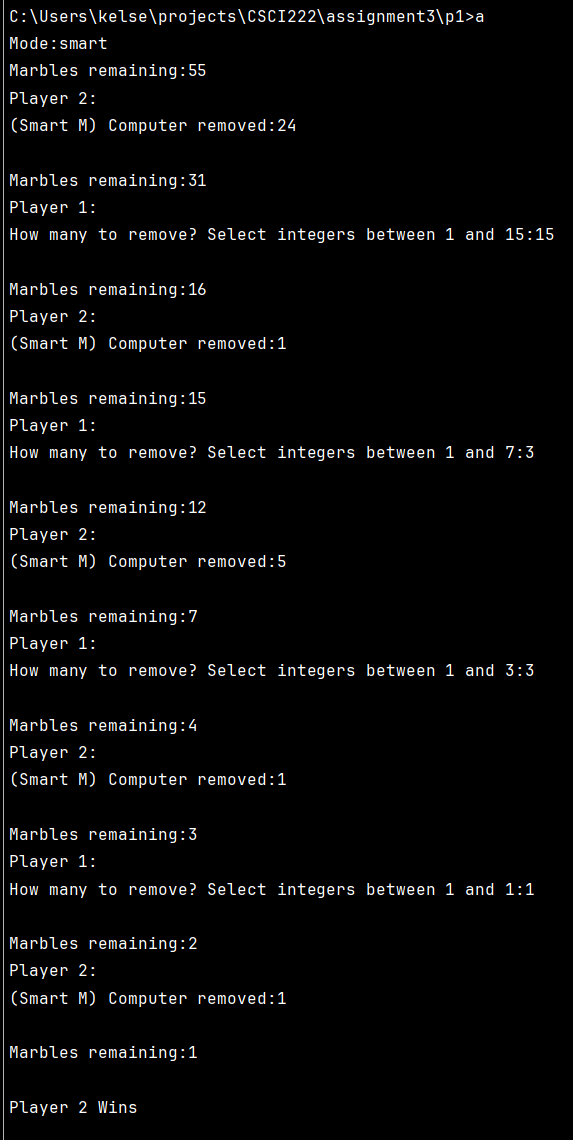 C:\Users\kelse\projects\CSCI222\assignment3\p1>a
Mode:smart
Marbles remaining:55
Player 2:
(Smart M) Computer removed:24
Marbles remaining:31
Player 1:
How many to remove? Select integers between 1 and 15:15
Marbles remaining:16
Player 2:
(Smart M) Computer removed:1
Marbles remaining:15
Player 1:
How many to remove? Select integers between 1 and 7:3
Marbles remaining:12
Player 2:
(Smart M) Computer removed:5
Marbles remaining:7
Player 1:
How many to remove? Select integers between 1 and 3:3
Marbles remaining:4
Player 2:
(Smart M) Computer removed:1
Marbles remaining:3
Player 1:
How many to remove? Select integers between 1 and 1:1
Marbles remaining:2
Player 2:
(Smart M) Computer removed:1
Marbles remaining:1
Player 2 Wins